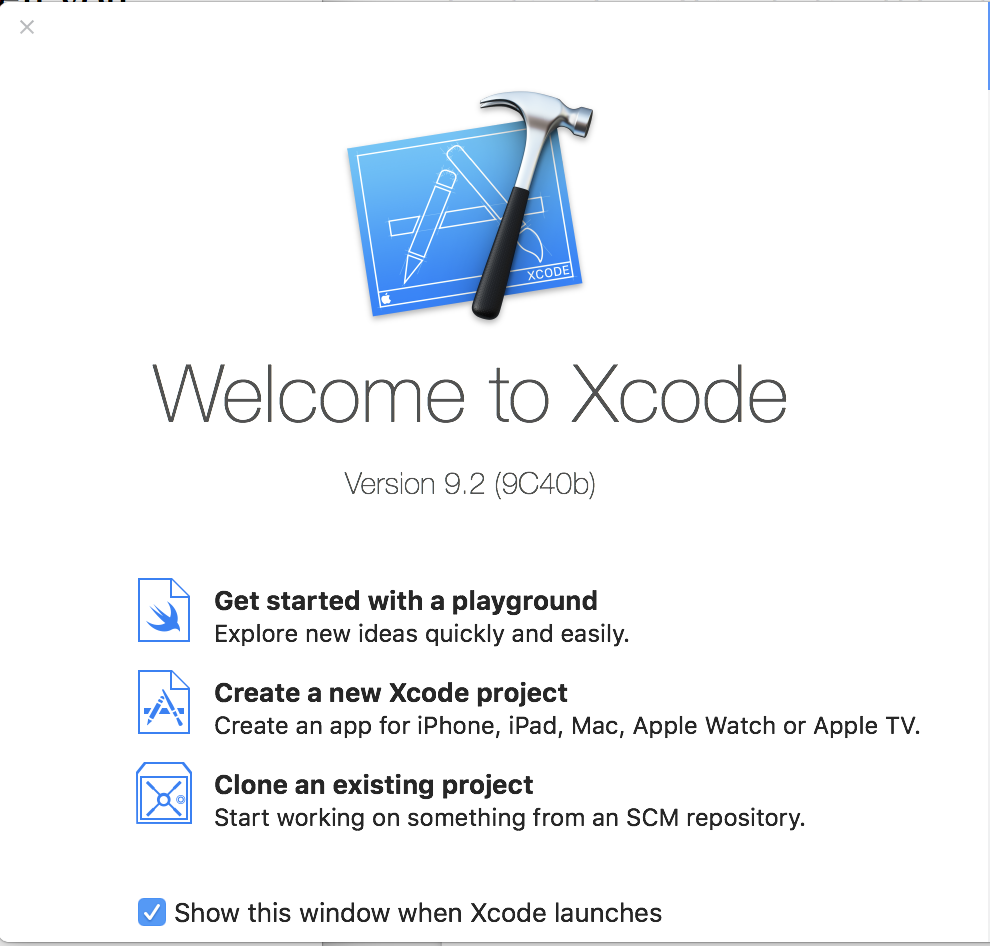 XCODE
Welcome to Xcode
Version 9.2 (9C40b)
Get started with a playground
Explore new ideas quickly and easily.
Create a new Xcode project
Create an app for iPhone, iPad, Mac, Apple Watch or Apple TV.
Clone an existing project
Start working on something from an SCM repository.
Show this window when Xcode launches